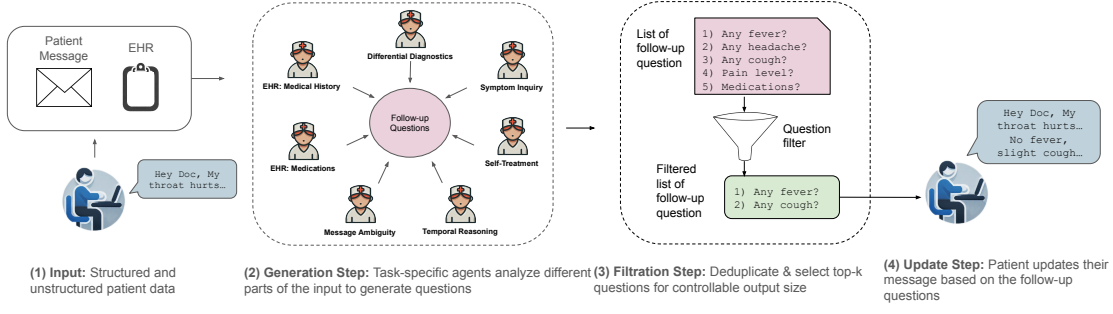 Patient
Message
EHR
Hey Doc, My
throat hurts…
(1) Input: Structured and
unstructured patient data
Differential Diagnostics
EHR: Medical History
Symptom Inquiry
Follow-up
Questions
EHR: Medications
Self-Treatment
Message Ambiguity
Temporal Reasoning
(2) Generation Step: Task-specific agents analyze different
parts of the input to generate questions
List of
follow-up
question
1) Any fever?
2) Any headache?
3) Any cough?
4) Pain level?
5) Medications?
Question
filter
Filtered
list of
follow-up
question
1) Any fever?
2) Any cough?
(3) Filtration Step: Deduplicate & select top-k
questions for controllable output size
Hey Doc, My
throat hurts…
No fever,
slight cough…
(4) Update Step: Patient updates their
message based on the follow-up
questions